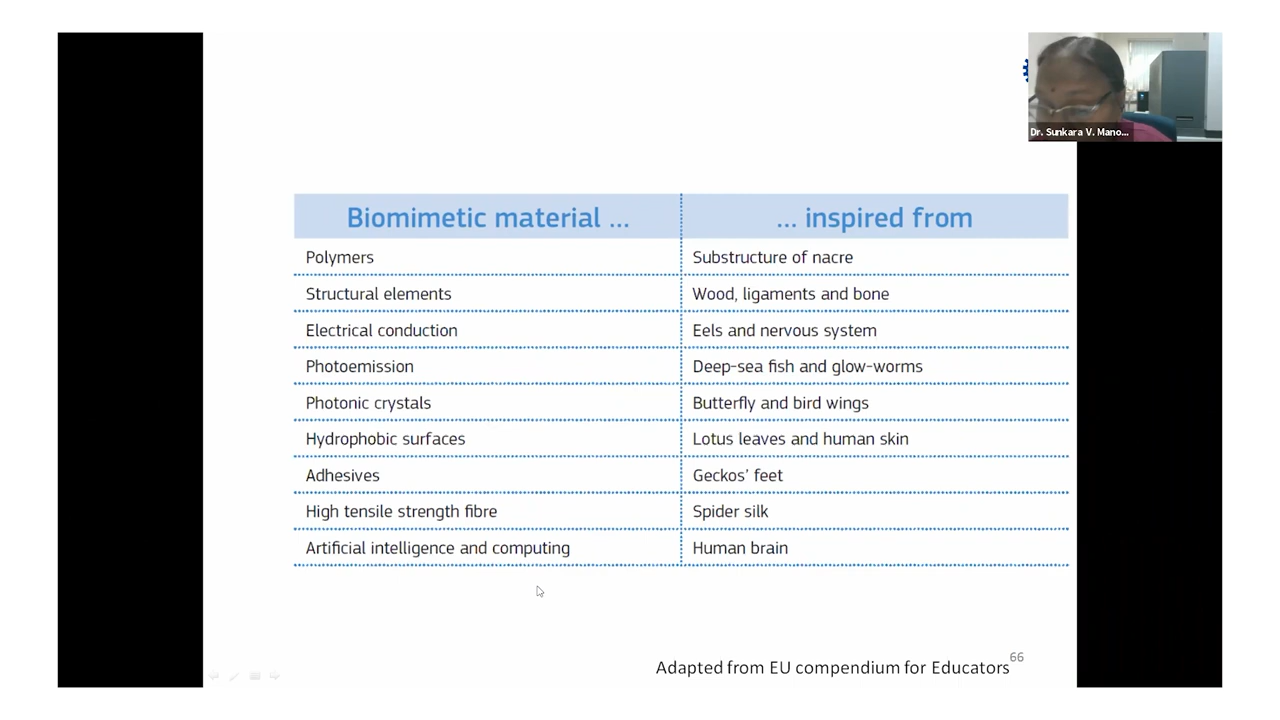 Dr. Sunkara V. Mano...
Biomimetic material ... ... inspired from
Polymers Substructure of nacre
Structural elements Wood, ligaments and bone
Electrical conduction Eels and nervous system
Photoemission Deep-sea fish and glow-worms
Photonic crystals Butterfly and bird wings
Hydrophobic surfaces Lotus leaves and human skin
Adhesives Geckos' feet
High tensile strength fibre Spider silk
Artificial intelligence and computing Human brain
66
Adapted from EU compendium for Educators